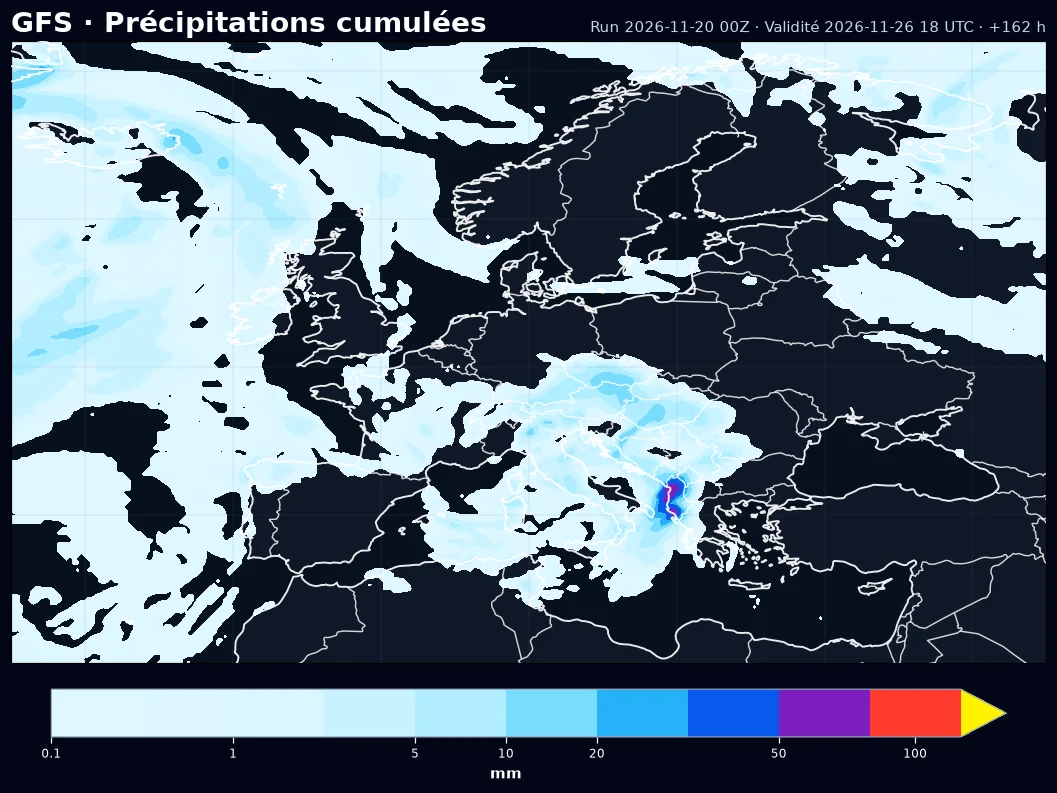 GFS · Précipitations cumulées
Run 2026-11-20 00Z · Validité 2026-11-26 18 UTC · +162 h
0.1 1 5 10 20 50 100
mm